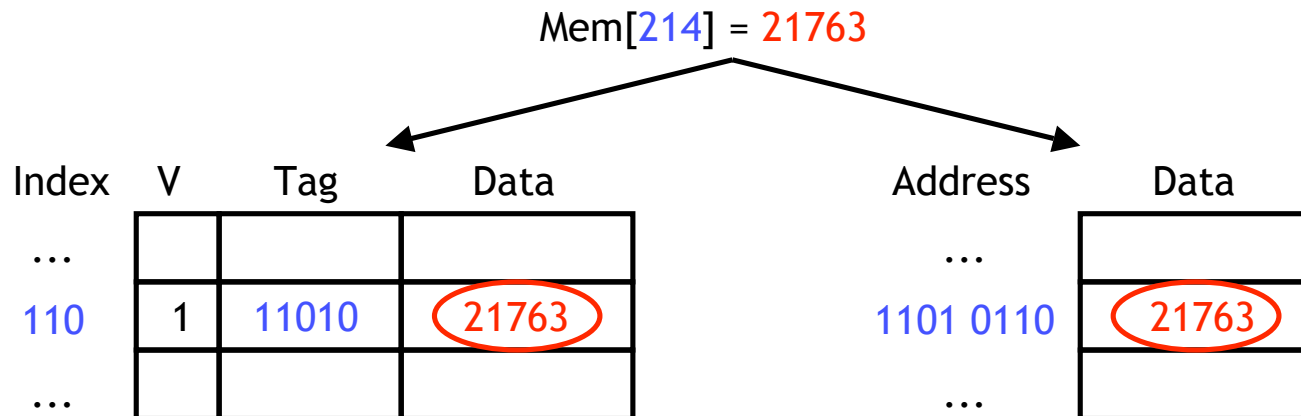 Mem[214] = 21763
Index V Tag Data Address Data
... ...
110 1 11010 21763 1101 0110 21763
... ...